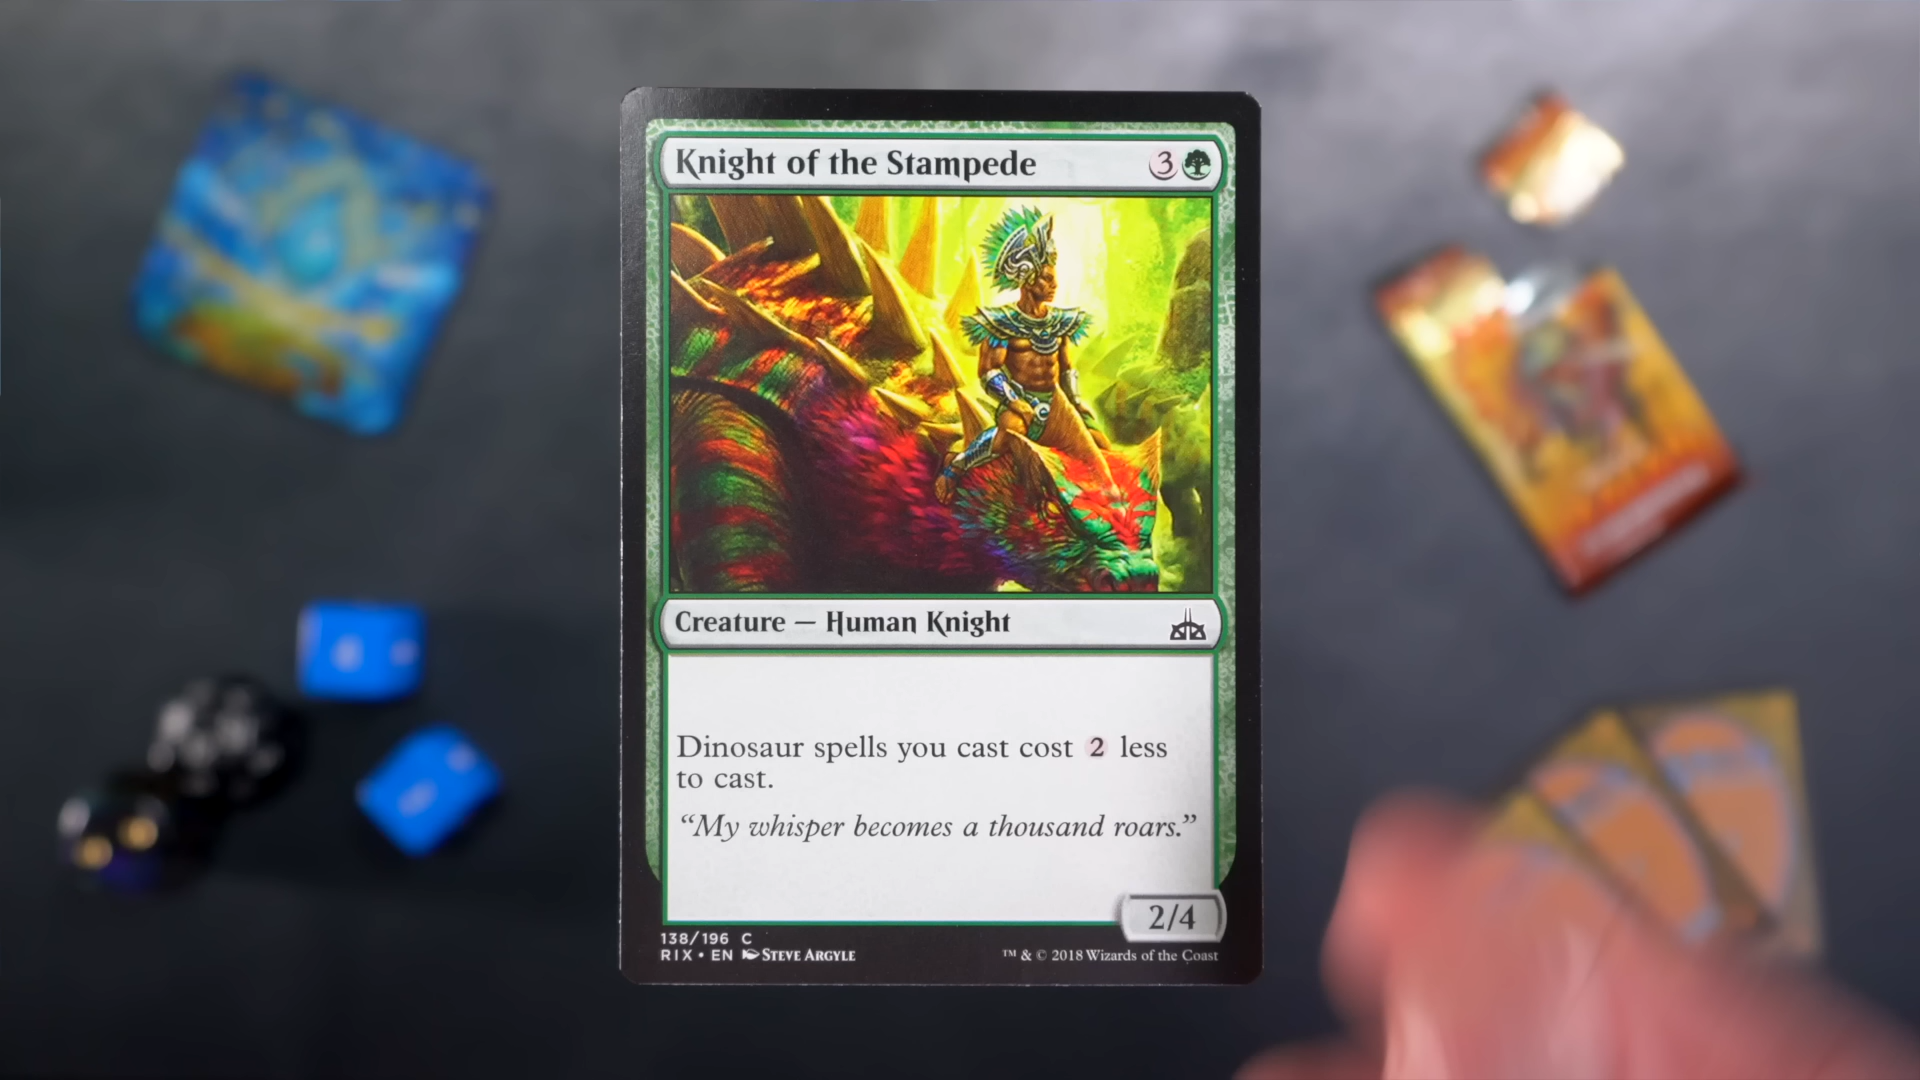 Knight of the Stampede 3
Creature — Human Knight
Dinosaur spells you cast cost 2 less
to cast.
“My whisper becomes a thousand roars.”
2/4
138/196 C
RIX • EN STEVE ARGYLE
™ & © 2018 Wizards of the Coast